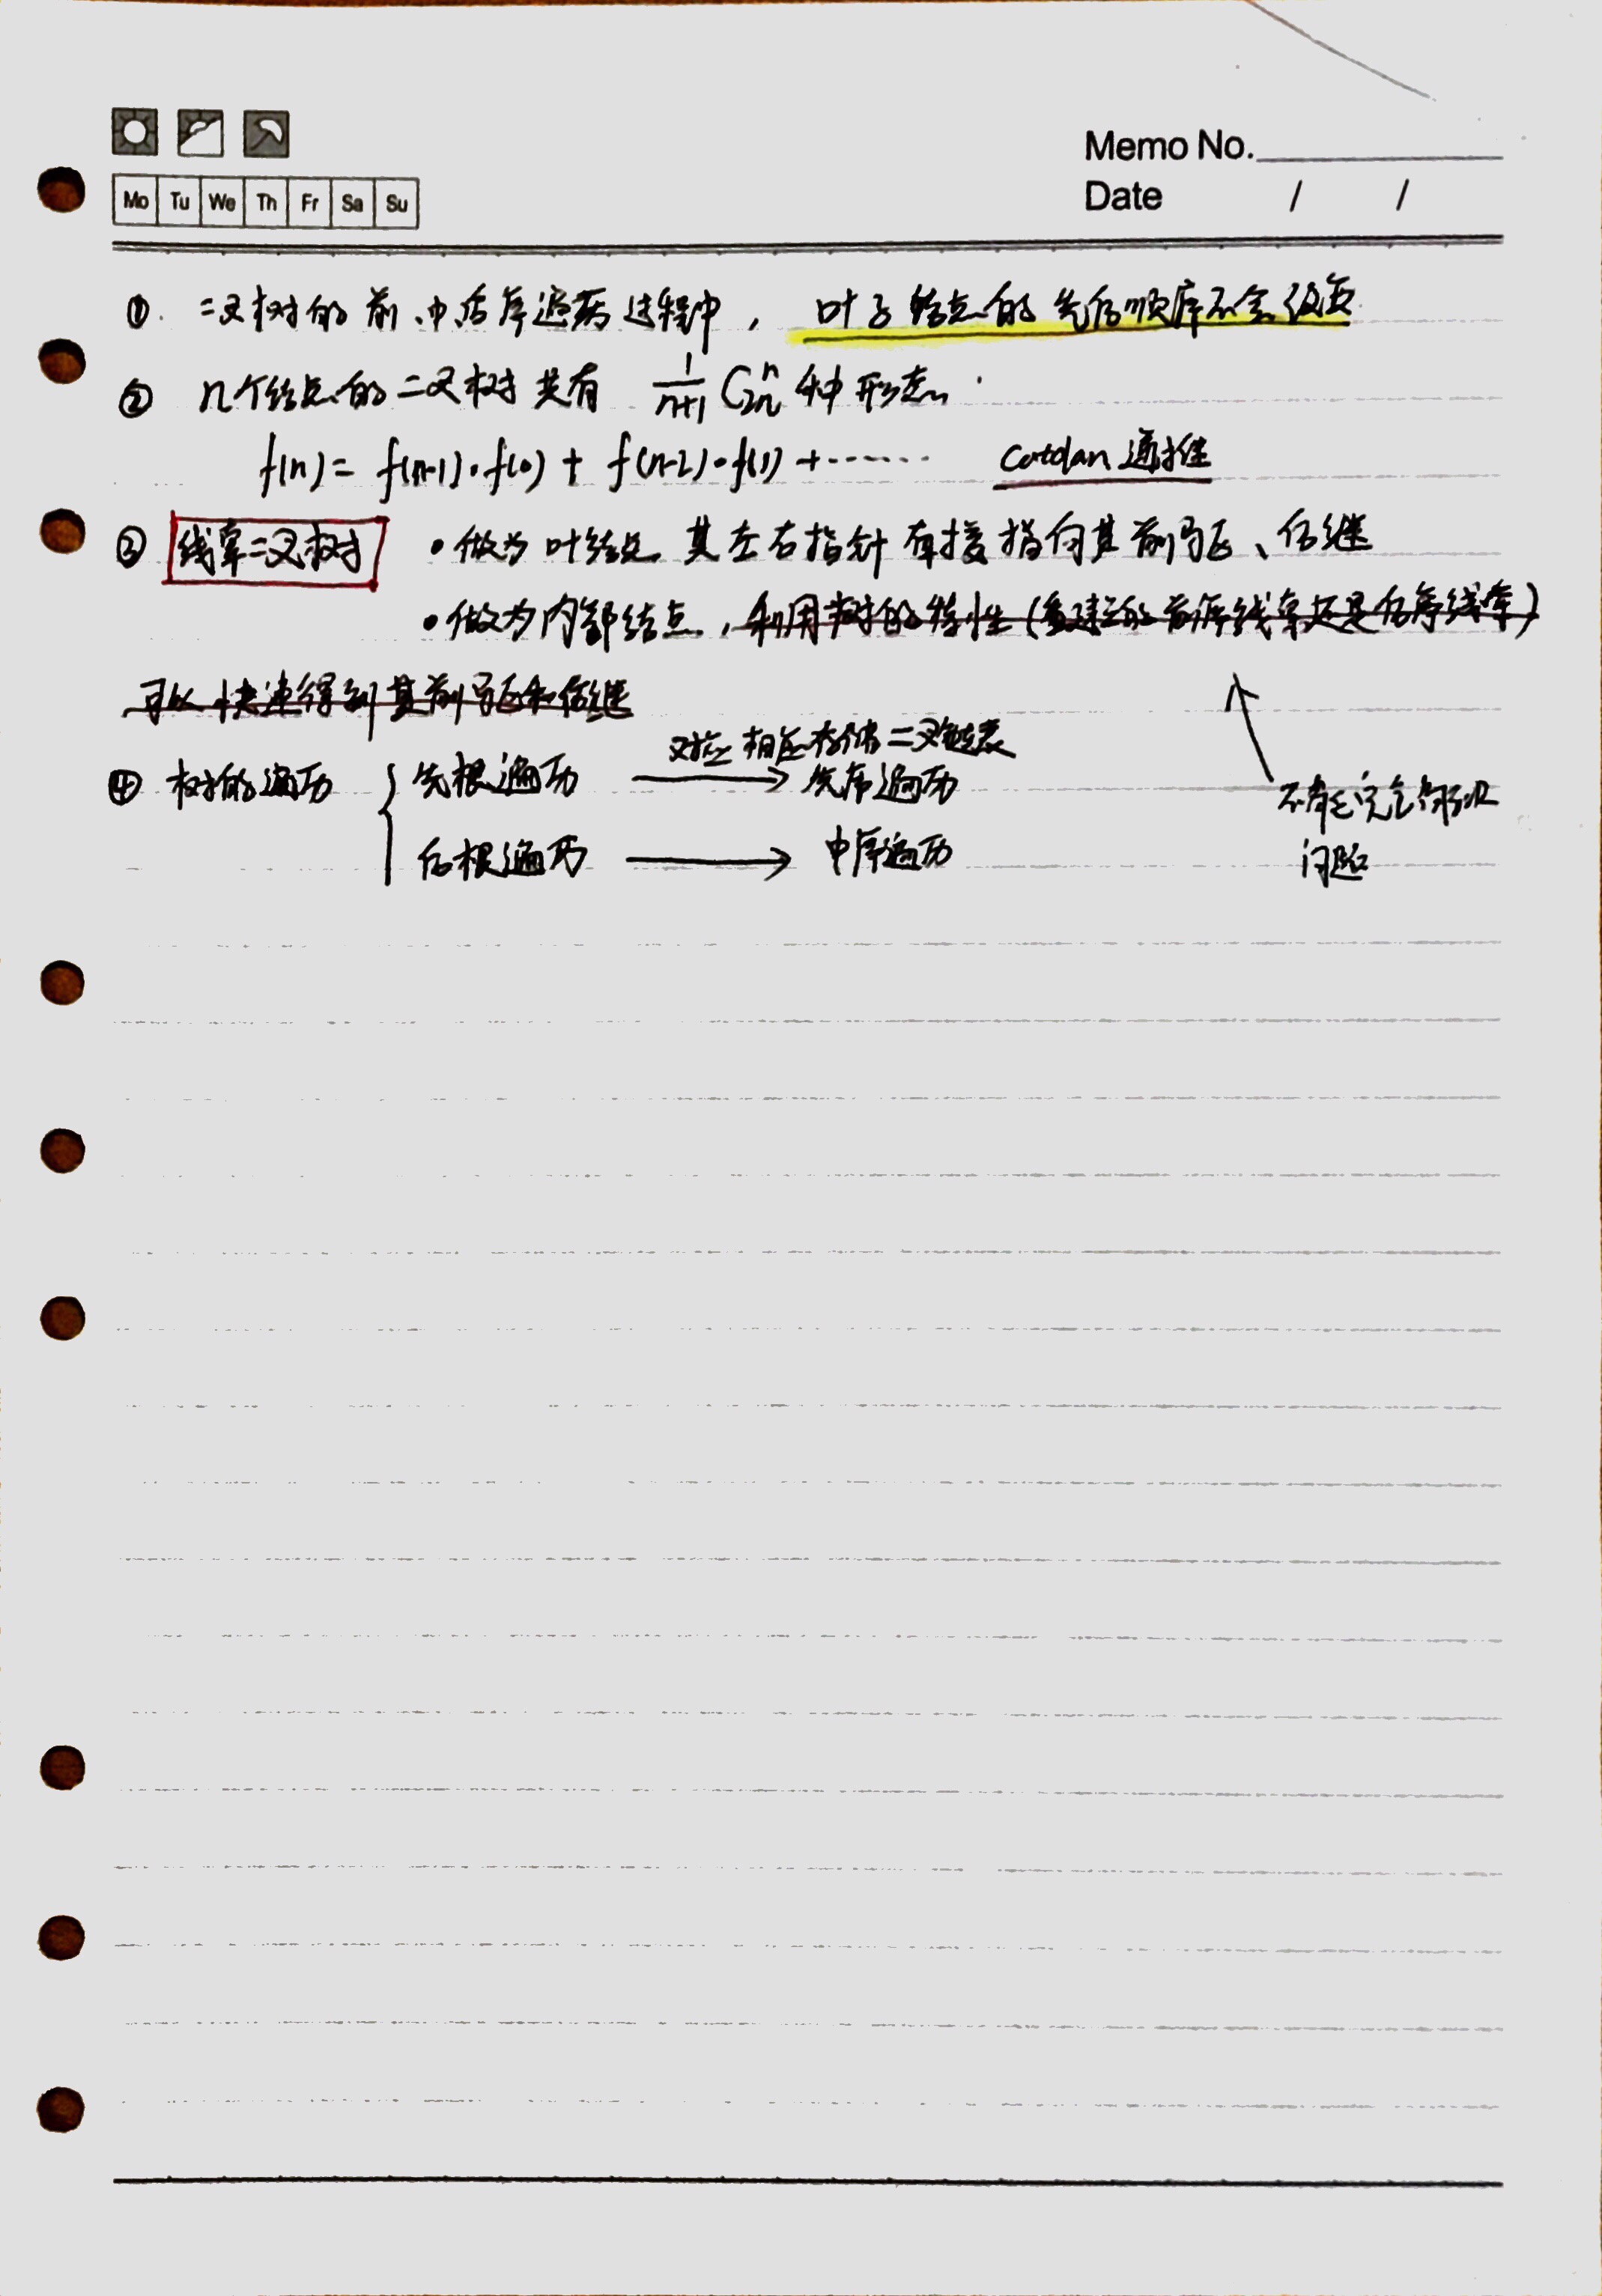 Memo No.
Mo Tu We Th Fr Sa Su
Date / /
① 二叉树的前、中、后序遍历过程中, 叶子结点的先后顺序不会改变
② n个结点的二叉树共有 1/(n+1) C_{2n}^{n} 种形态
f(n) = f(n-1)·f(0) + f(n-2)·f(1) + …… Catalan 通推
③ 线索二叉树 •做为叶结点 其左右指针直接指向其前驱、后继
•做为内部结点, 利用树的特性(构建的前序线索还是后序线索)
可以快速得到其前驱和后继
对应相应存储二叉链表
④ 树的遍历 { 先根遍历 → 先序遍历
后根遍历 → 中序遍历
不能完全解决
问题